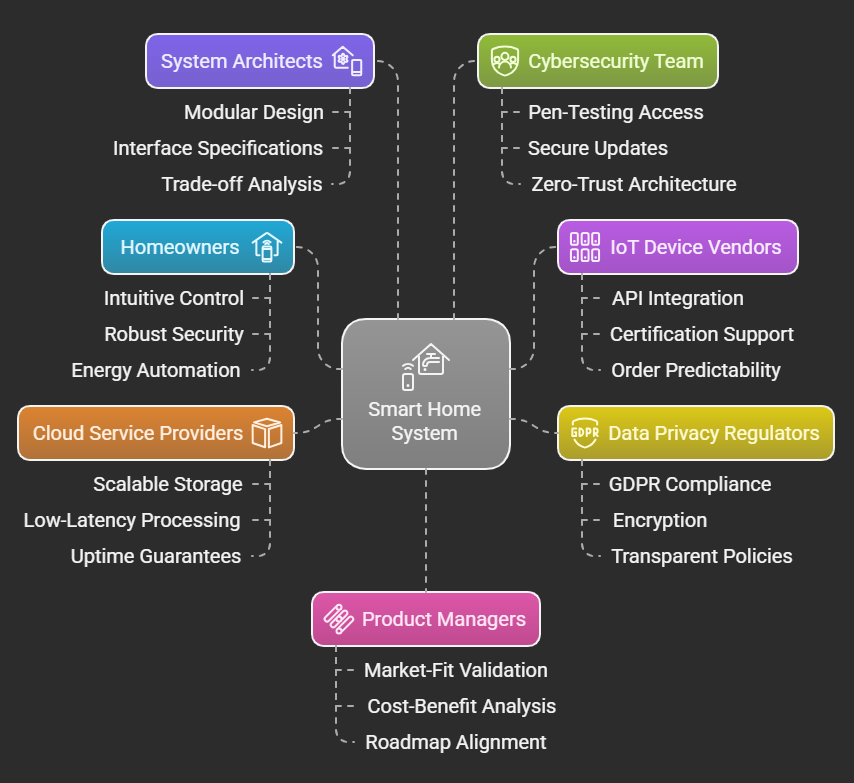 System Architects
Modular Design
Interface Specifications
Trade-off Analysis
Cybersecurity Team
Pen-Testing Access
Secure Updates
Zero-Trust Architecture
Homeowners
Intuitive Control
Robust Security
Energy Automation
IoT Device Vendors
API Integration
Certification Support
Order Predictability
Smart Home
System
Cloud Service Providers
Scalable Storage
Low-Latency Processing
Uptime Guarantees
GDPR
Data Privacy Regulators
GDPR Compliance
Encryption
Transparent Policies
Product Managers
Market-Fit Validation
Cost-Benefit Analysis
Roadmap Alignment